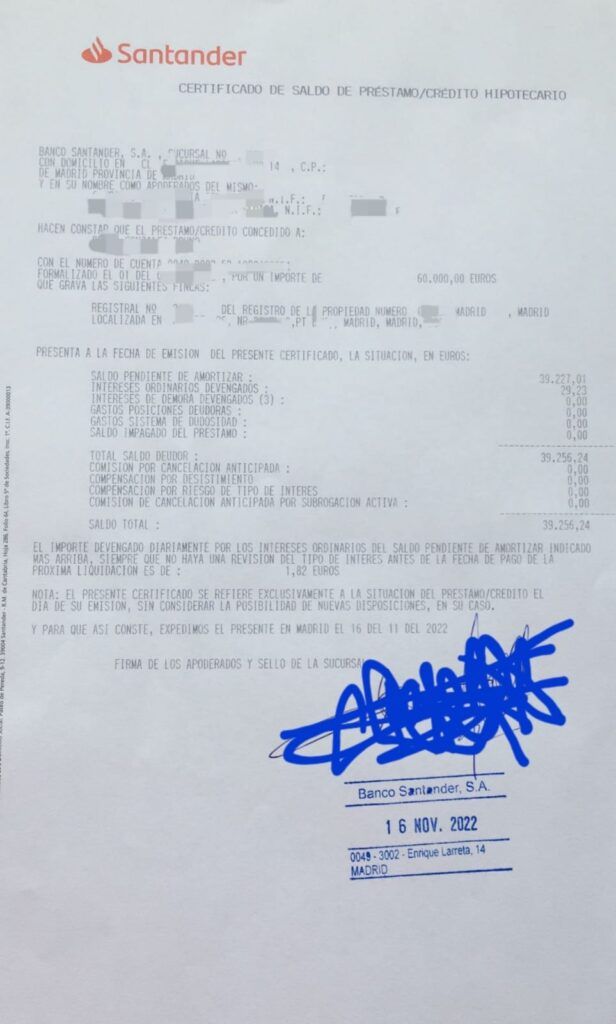 Santander
CERTIFICADO DE SALDO DE PRÉSTAMO/CRÉDITO HIPOTECARIO
BANCO SANTANDER, S.A. , SUCURSAL NO
CON DOMICILIO EN CL 14 , C.P.:
DE MADRID PROVINCIA DE
Y EN SU NOMBRE COMO APODERADOS DEL MISMO:
N.I.F.:
, N.I.F.:
HACEN CONSTAR QUE EL PRESTAMO/CREDITO CONCEDIDO A:
CON EL NUMERO DE CUENTA
FORMALIZADO EL 01 DEL , POR UN IMPORTE DE 60.000,00 EUROS
QUE GRAVA LAS SIGUIENTES FINCAS:
REGISTRAL NO DEL REGISTRO DE LA PROPIEDAD NUMERO MADRID , MADRID
LOCALIZADA EN ,PT , MADRID, MADRID,
PRESENTA A LA FECHA DE EMISION DEL PRESENTE CERTIFICADO, LA SITUACION, EN EUROS:
SALDO PENDIENTE DE AMORTIZAR : 39.227,01
INTERESES ORDINARIOS DEVENGADOS : 29,23
INTERESES DE DEMORA DEVENGADOS (3) : 0,00
GASTOS POSICIONES DEUDORAS : 0,00
GASTOS SISTEMA DE DUDOSIDAD : 0,00
SALDO IMPAGADO DEL PRESTAMO : 0,00
TOTAL SALDO DEUDOR : 39.256,24
COMISION POR CANCELACION ANTICIPADA : 0,00
COMPENSACION POR DESISTIMIENTO 0,00
COMPENSACION POR RIESGO DE TIPO DE INTERES 0,00
COMISION DE CANCELACION ANTICIPADA POR SUBROGACION ACTIVA : 0,00
SALDO TOTAL : 39.256,24
EL IMPORTE DEVENGADO DIARIAMENTE POR LOS INTERESES ORDINARIOS DEL SALDO PENDIENTE DE AMORTIZAR INDICADO
MAS ARRIBA, SIEMPRE QUE NO HAYA UNA REVISION DEL TIPO DE INTERES ANTES DE LA FECHA DE PAGO DE LA
PROXIMA LIQUIDACION ES DE : 1,82 EUROS
NOTA: EL PRESENTE CERTIFICADO SE REFIERE EXCLUSIVAMENTE A LA SITUACION DEL PRESTAMO/CREDITO EL
DIA DE SU EMISION, SIN CONSIDERAR LA POSIBILIDAD DE NUEVAS DISPOSICIONES, EN SU CASO.
Y PARA QUE ASI CONSTE, EXPEDIMOS EL PRESENTE EN MADRID EL 16 DEL 11 DEL 2022
FIRMA DE LOS APODERADOS Y SELLO DE LA SUCURSAL
Banco Santander, S.A.
16 NOV. 2022
0049 - 3002 - Enrique Larreta, 14
MADRID